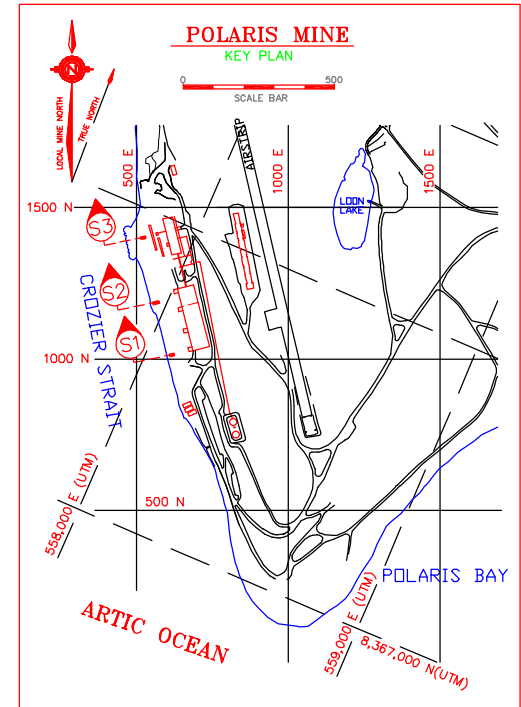 POLARIS MINE
KEY PLAN
0 500
SCALE BAR
N
LOCAL MINE NORTH
TRUE NORTH
500 E
AIRSTRIP
1000 E
1500 E
1500 N
LOON
LAKE
S3
S2
S1
CROZIER STRAIT
1000 N
500 N
558,000 E (UTM)
POLARIS BAY
559,000 E (UTM)
8,367,000 N(UTM)
ARTIC OCEAN